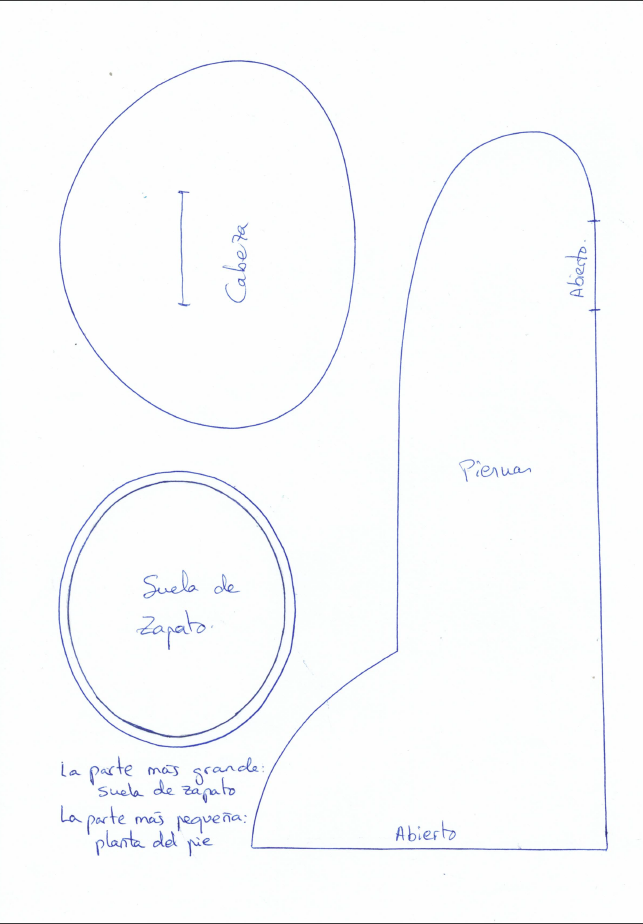 Cabeza
Abierto.
Piernas
Suela de
Zapato.
La parte más grande:
suela de zapato
La parte más pequeña:
planta del pie
Abierto